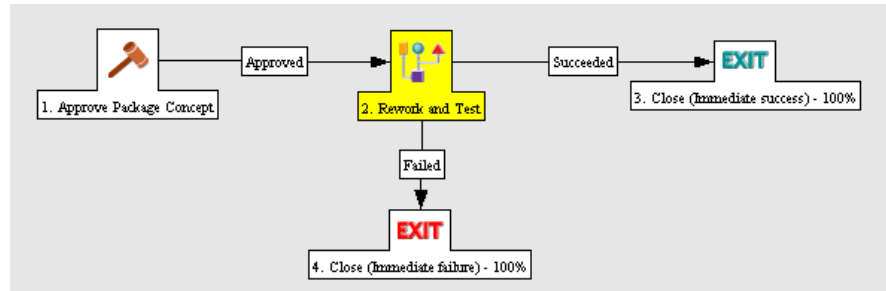 EXIT
Approved
Succeeded
1. Approve Package Concept
2. Rework and Test
3. Close (Immediate success) - 100%
Failed
EXIT
4. Close (Immediate failure) - 100%